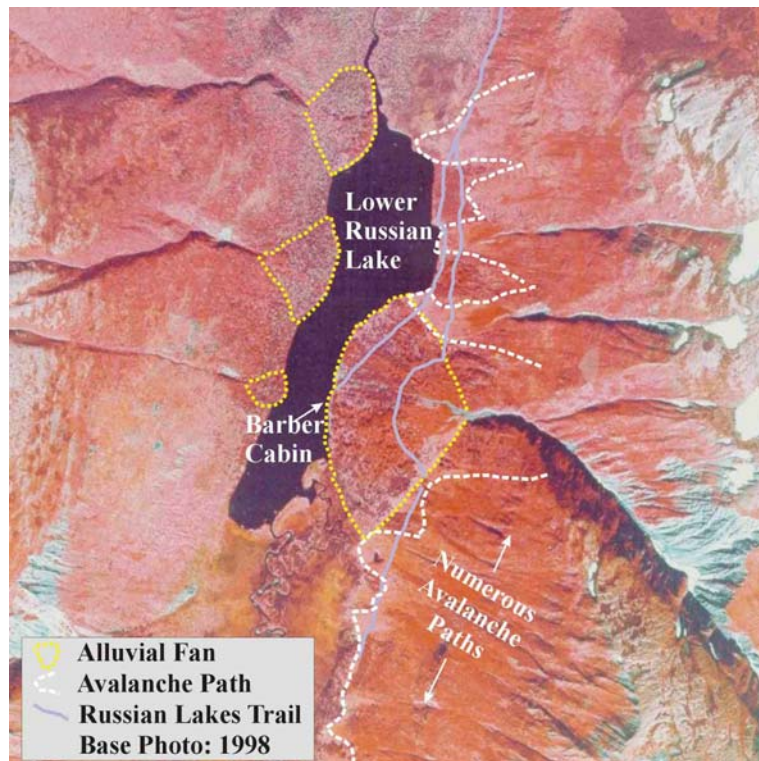 Lower
Russian
Lake
Barber
Cabin
Numerous
Avalanche
Paths
Alluvial Fan
Avalanche Path
Russian Lakes Trail
Base Photo: 1998